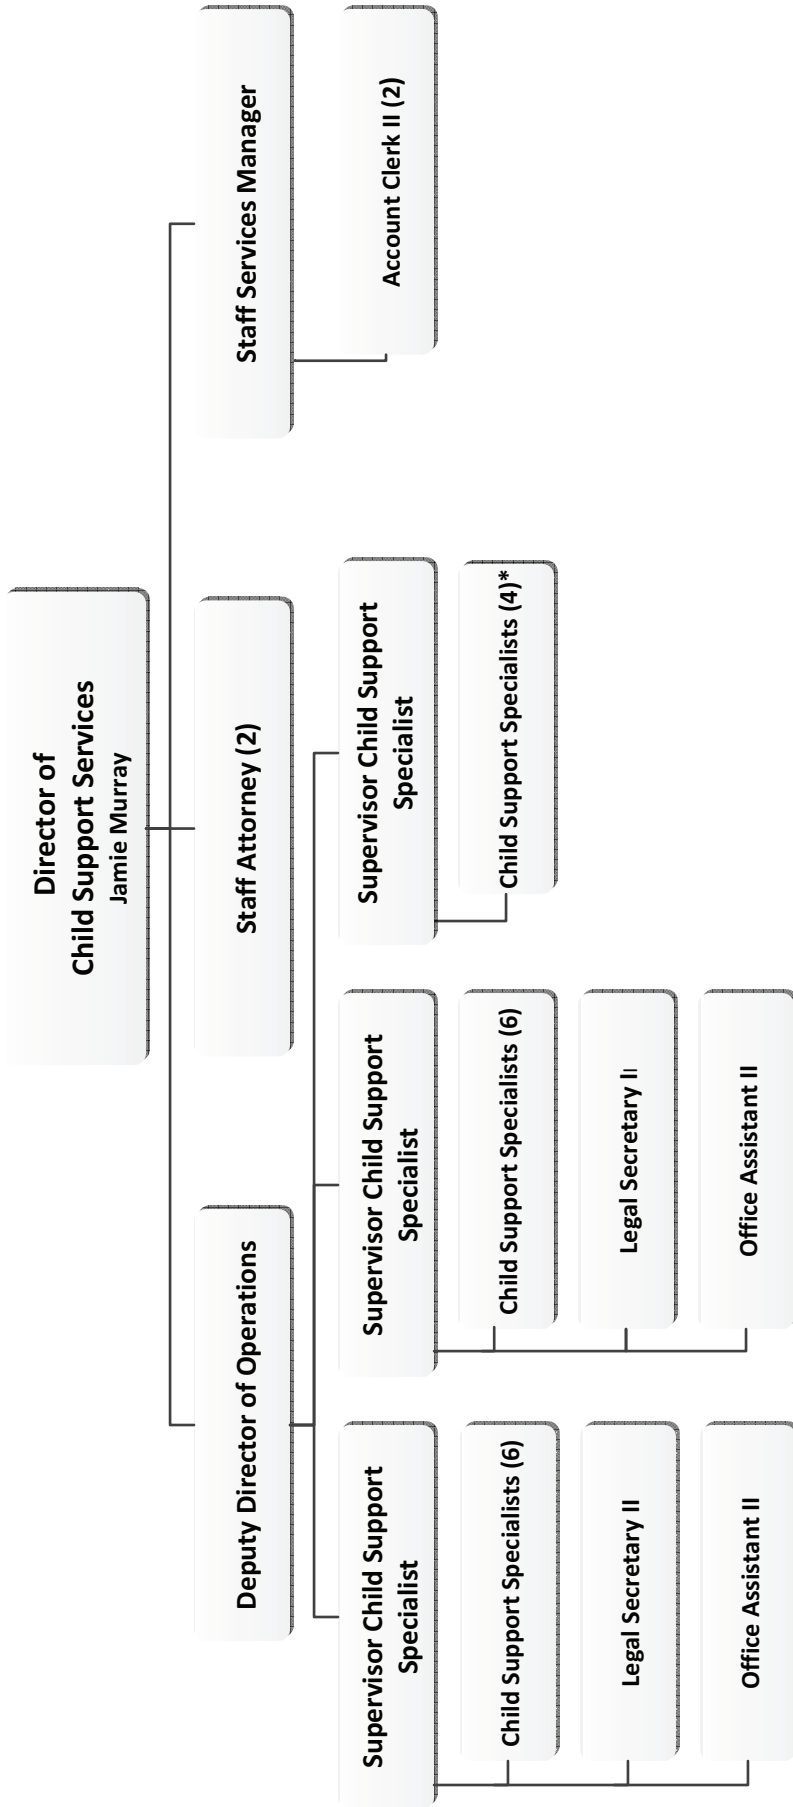 Director of
Child Support Services
Jamie Murray
Deputy Director of Operations
Staff Attorney (2)
Staff Services Manager
Supervisor Child Support
Specialist
Supervisor Child Support
Specialist
Supervisor Child Support
Specialist
Account Clerk II (2)
Child Support Specialists (6)
Child Support Specialists (6)
Child Support Specialists (4)*
Legal Secretary II
Legal Secretary II
Office Assistant II
Office Assistant II